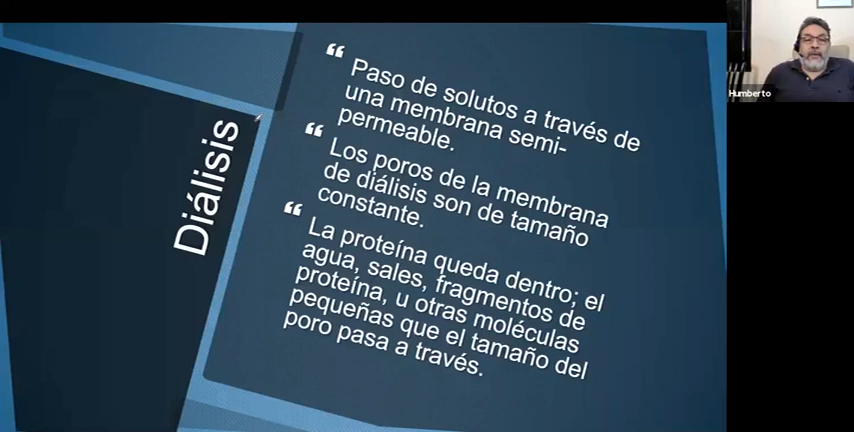 Diálisis
“ Paso de solutos a través de
una membrana semi-
permeable.
“ Los poros de la membrana
de diálisis son de tamaño
constante.
“ La proteína queda dentro; el
agua, sales, fragmentos de
proteína, u otras moléculas
pequeñas que el tamaño del
poro pasa a través.
Humberto